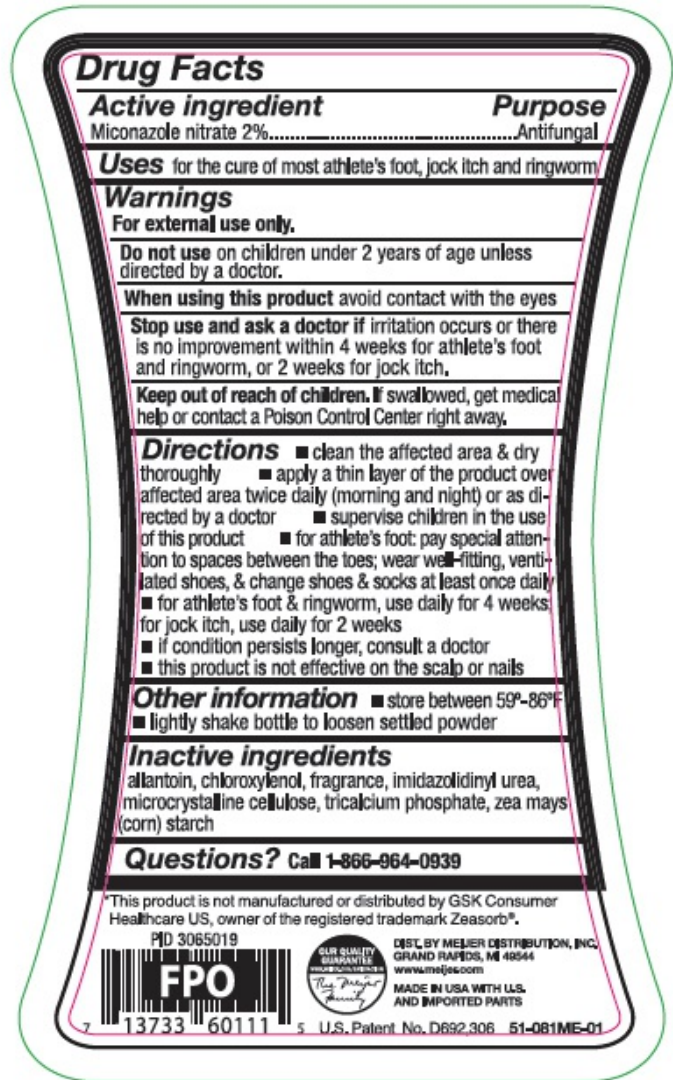 Drug Facts
Active ingredient Purpose
Miconazole nitrate 2%..................................................Antifungal
Uses for the cure of most athlete's foot, jock itch and ringworm
Warnings
For external use only.
Do not use on children under 2 years of age unless
directed by a doctor.
When using this product avoid contact with the eyes
Stop use and ask a doctor if irritation occurs or there
is no improvement within 4 weeks for athlete's foot
and ringworm, or 2 weeks for jock itch.
Keep out of reach of children. If swallowed, get medical
help or contact a Poison Control Center right away.
Directions ■ clean the affected area & dry
thoroughly ■ apply a thin layer of the product over
affected area twice daily (morning and night) or as di-
rected by a doctor ■ supervise children in the use
of this product ■ for athlete's foot: pay special atten-
tion to spaces between the toes; wear well-fitting, venti-
lated shoes, & change shoes & socks at least once daily
■ for athlete's foot & ringworm, use daily for 4 weeks;
for jock itch, use daily for 2 weeks
■ if condition persists longer, consult a doctor
■ this product is not effective on the scalp or nails
Other information ■ store between 59º-86ºF
■ lightly shake bottle to loosen settled powder
Inactive ingredients
allantoin, chloroxylenol, fragrance, imidazolidinyl urea,
microcrystalline cellulose, tricalcium phosphate, zea mays
(corn) starch
Questions? Call 1-866-964-0939
*This product is not manufactured or distributed by GSK Consumer
Healthcare US, owner of the registered trademark Zeasorb®.
PID 3065019
FPO
7 13733 60111 5
OUR QUALITY
GUARANTEE
The Meijer
Family
DIST. BY MEIJER DISTRIBUTION, INC.
GRAND RAPIDS, MI 49544
www.meijer.com
MADE IN USA WITH U.S.
AND IMPORTED PARTS
U.S. Patent No. D692,306 51-081ME-01